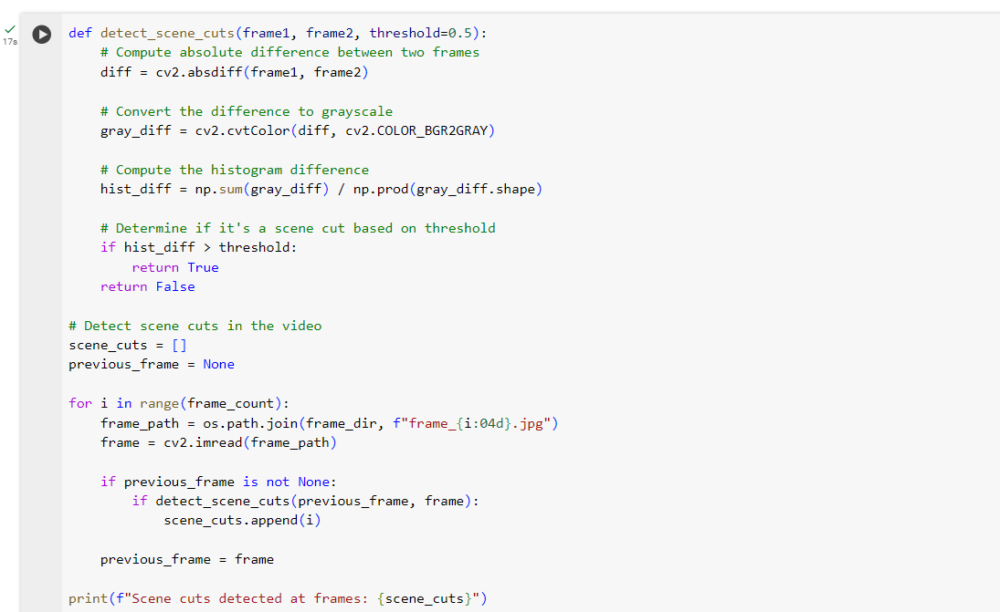 17s
def detect_scene_cuts(frame1, frame2, threshold=0.5):
    # Compute absolute difference between two frames
    diff = cv2.absdiff(frame1, frame2)

    # Convert the difference to grayscale
    gray_diff = cv2.cvtColor(diff, cv2.COLOR_BGR2GRAY)

    # Compute the histogram difference
    hist_diff = np.sum(gray_diff) / np.prod(gray_diff.shape)

    # Determine if it's a scene cut based on threshold
    if hist_diff > threshold:
        return True
    return False

# Detect scene cuts in the video
scene_cuts = []
previous_frame = None

for i in range(frame_count):
    frame_path = os.path.join(frame_dir, f"frame_{i:04d}.jpg")
    frame = cv2.imread(frame_path)

    if previous_frame is not None:
        if detect_scene_cuts(previous_frame, frame):
            scene_cuts.append(i)

    previous_frame = frame

print(f"Scene cuts detected at frames: {scene_cuts}")